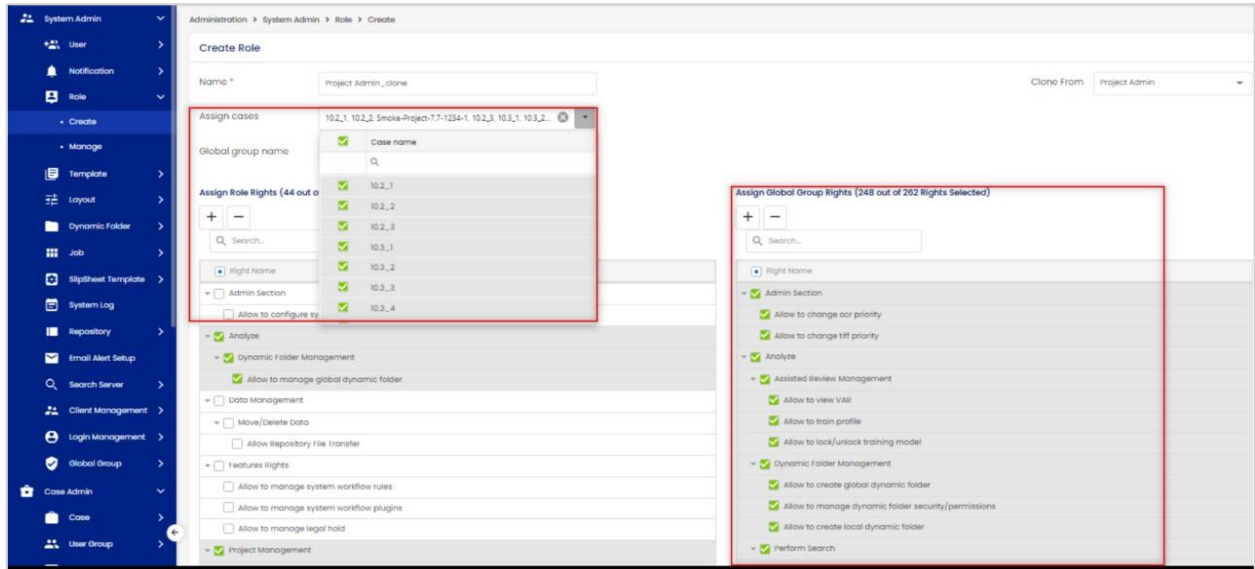 System Admin
User
Notification
Role
Create
Manage
Template
Layout
Dynamic Folder
Job
SlipSheet Template
System Log
Repository
Email Alert Setup
Search Server
Client Management
Login Management
Global Group
Case Admin
Case
User Group
Administration > System Admin > Role > Create
Create Role
Name *
Project Admin_clone
Clone From
Project Admin
Assign cases
10.2_1, 10.2_2, Smoke-Project-7.7-1234-1, 10.2_3, 10.3_1, 10.3_2...
Global group name
Case name
10.2_1
10.2_2
10.2_3
10.3_1
10.3_2
10.3_3
10.3_4
Assign Role Rights (44 out o
+ −
Search...
Right Name
Admin Section
Allow to configure sy
Analyze
Dynamic Folder Management
Allow to manage global dynamic folder
Data Management
Move/Delete Data
Allow Repository File Transfer
Features Rights
Allow to manage system workflow rules
Allow to manage system workflow plugins
Allow to manage legal hold
Project Management
Assign Global Group Rights (248 out of 262 Rights Selected)
+ −
Search...
Right Name
Admin Section
Allow to change ocr priority
Allow to change tiff priority
Analyze
Assisted Review Management
Allow to view VAR
Allow to train profile
Allow to lock/unlock training model
Dynamic Folder Management
Allow to create global dynamic folder
Allow to manage dynamic folder security/permissions
Allow to create local dynamic folder
Perform Search